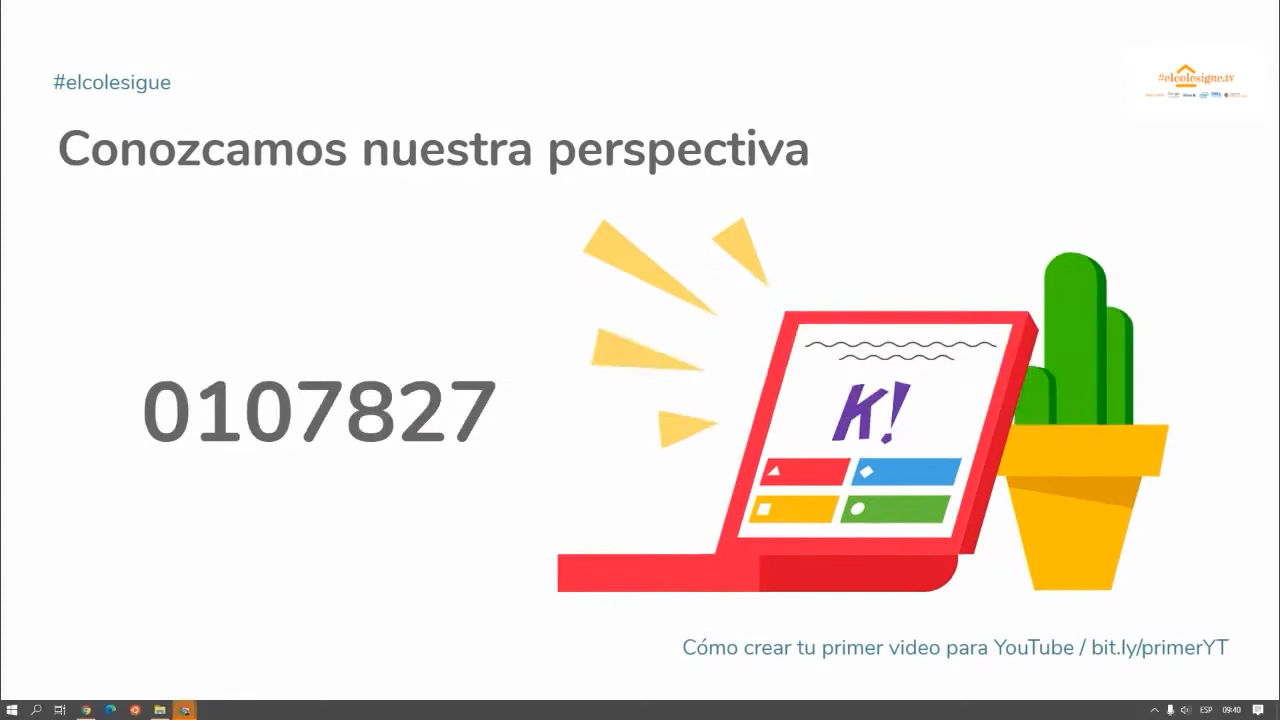 #elcolesigue
#elcolesigue.tv
Conozcamos nuestra perspectiva
0107827
K!
Cómo crear tu primer video para YouTube / bit.ly/primerYT
ESP
09:40